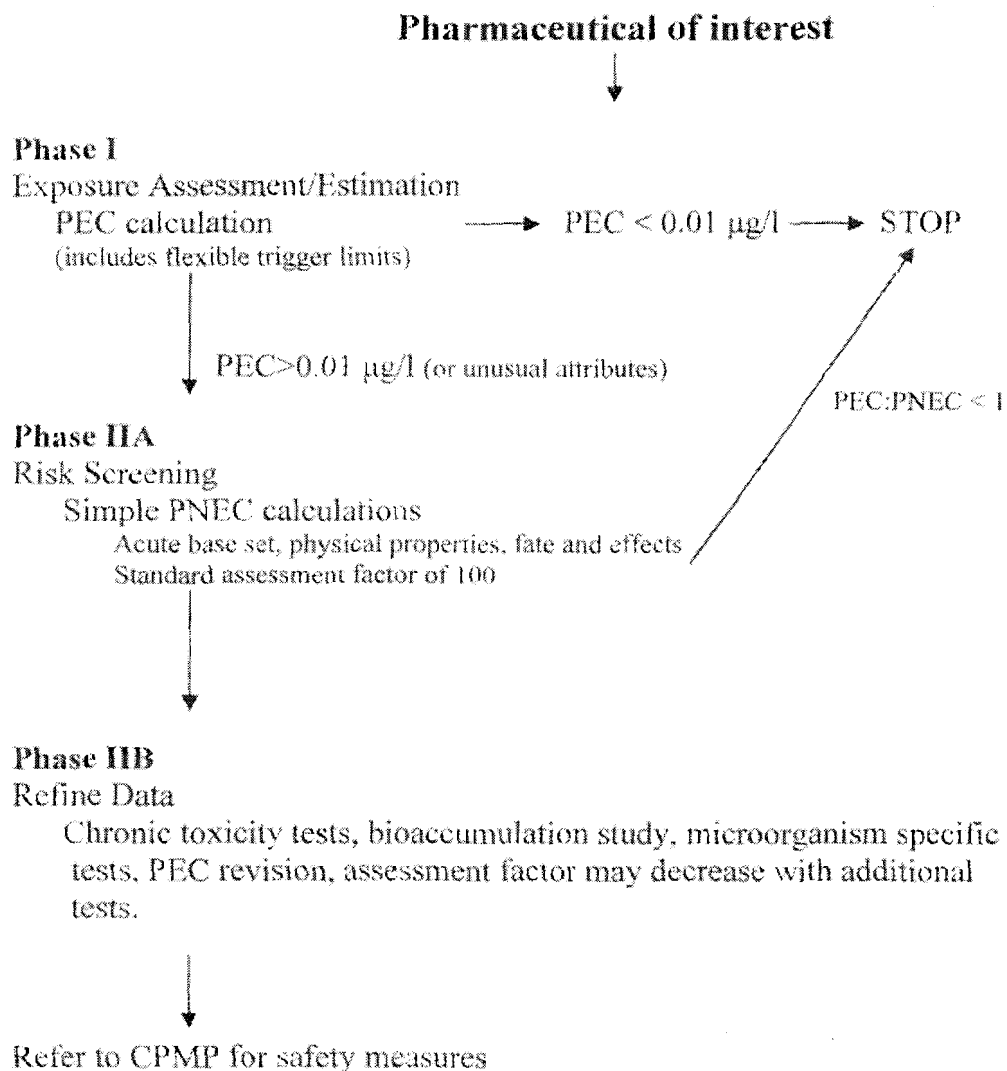 Pharmaceutical of interest
Phase I
Exposure Assessment/Estimation
PEC calculation
PEC < 0.01 µg/l
STOP
(includes flexible trigger limits)
PEC>0.01 µg/l (or unusual attributes)
PEC:PNEC < 1
Phase IIA
Risk Screening
Simple PNEC calculations
Acute base set, physical properties, fate and effects
Standard assessment factor of 100
Phase IIB
Refine Data
Chronic toxicity tests, bioaccumulation study, microorganism specific
tests, PEC revision, assessment factor may decrease with additional
tests.
Refer to CPMP for safety measures